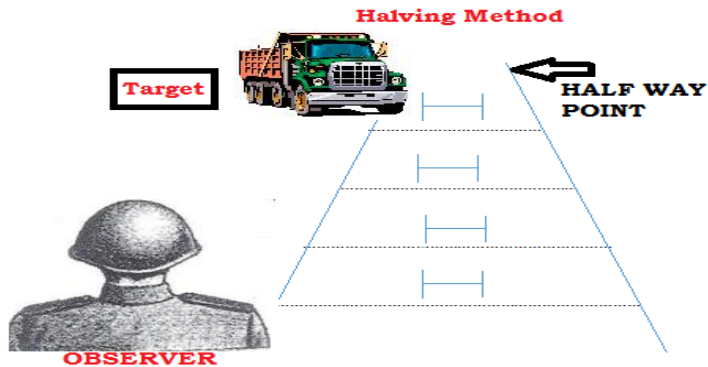 Halving Method
Target
HALF WAY
POINT
OBSERVER